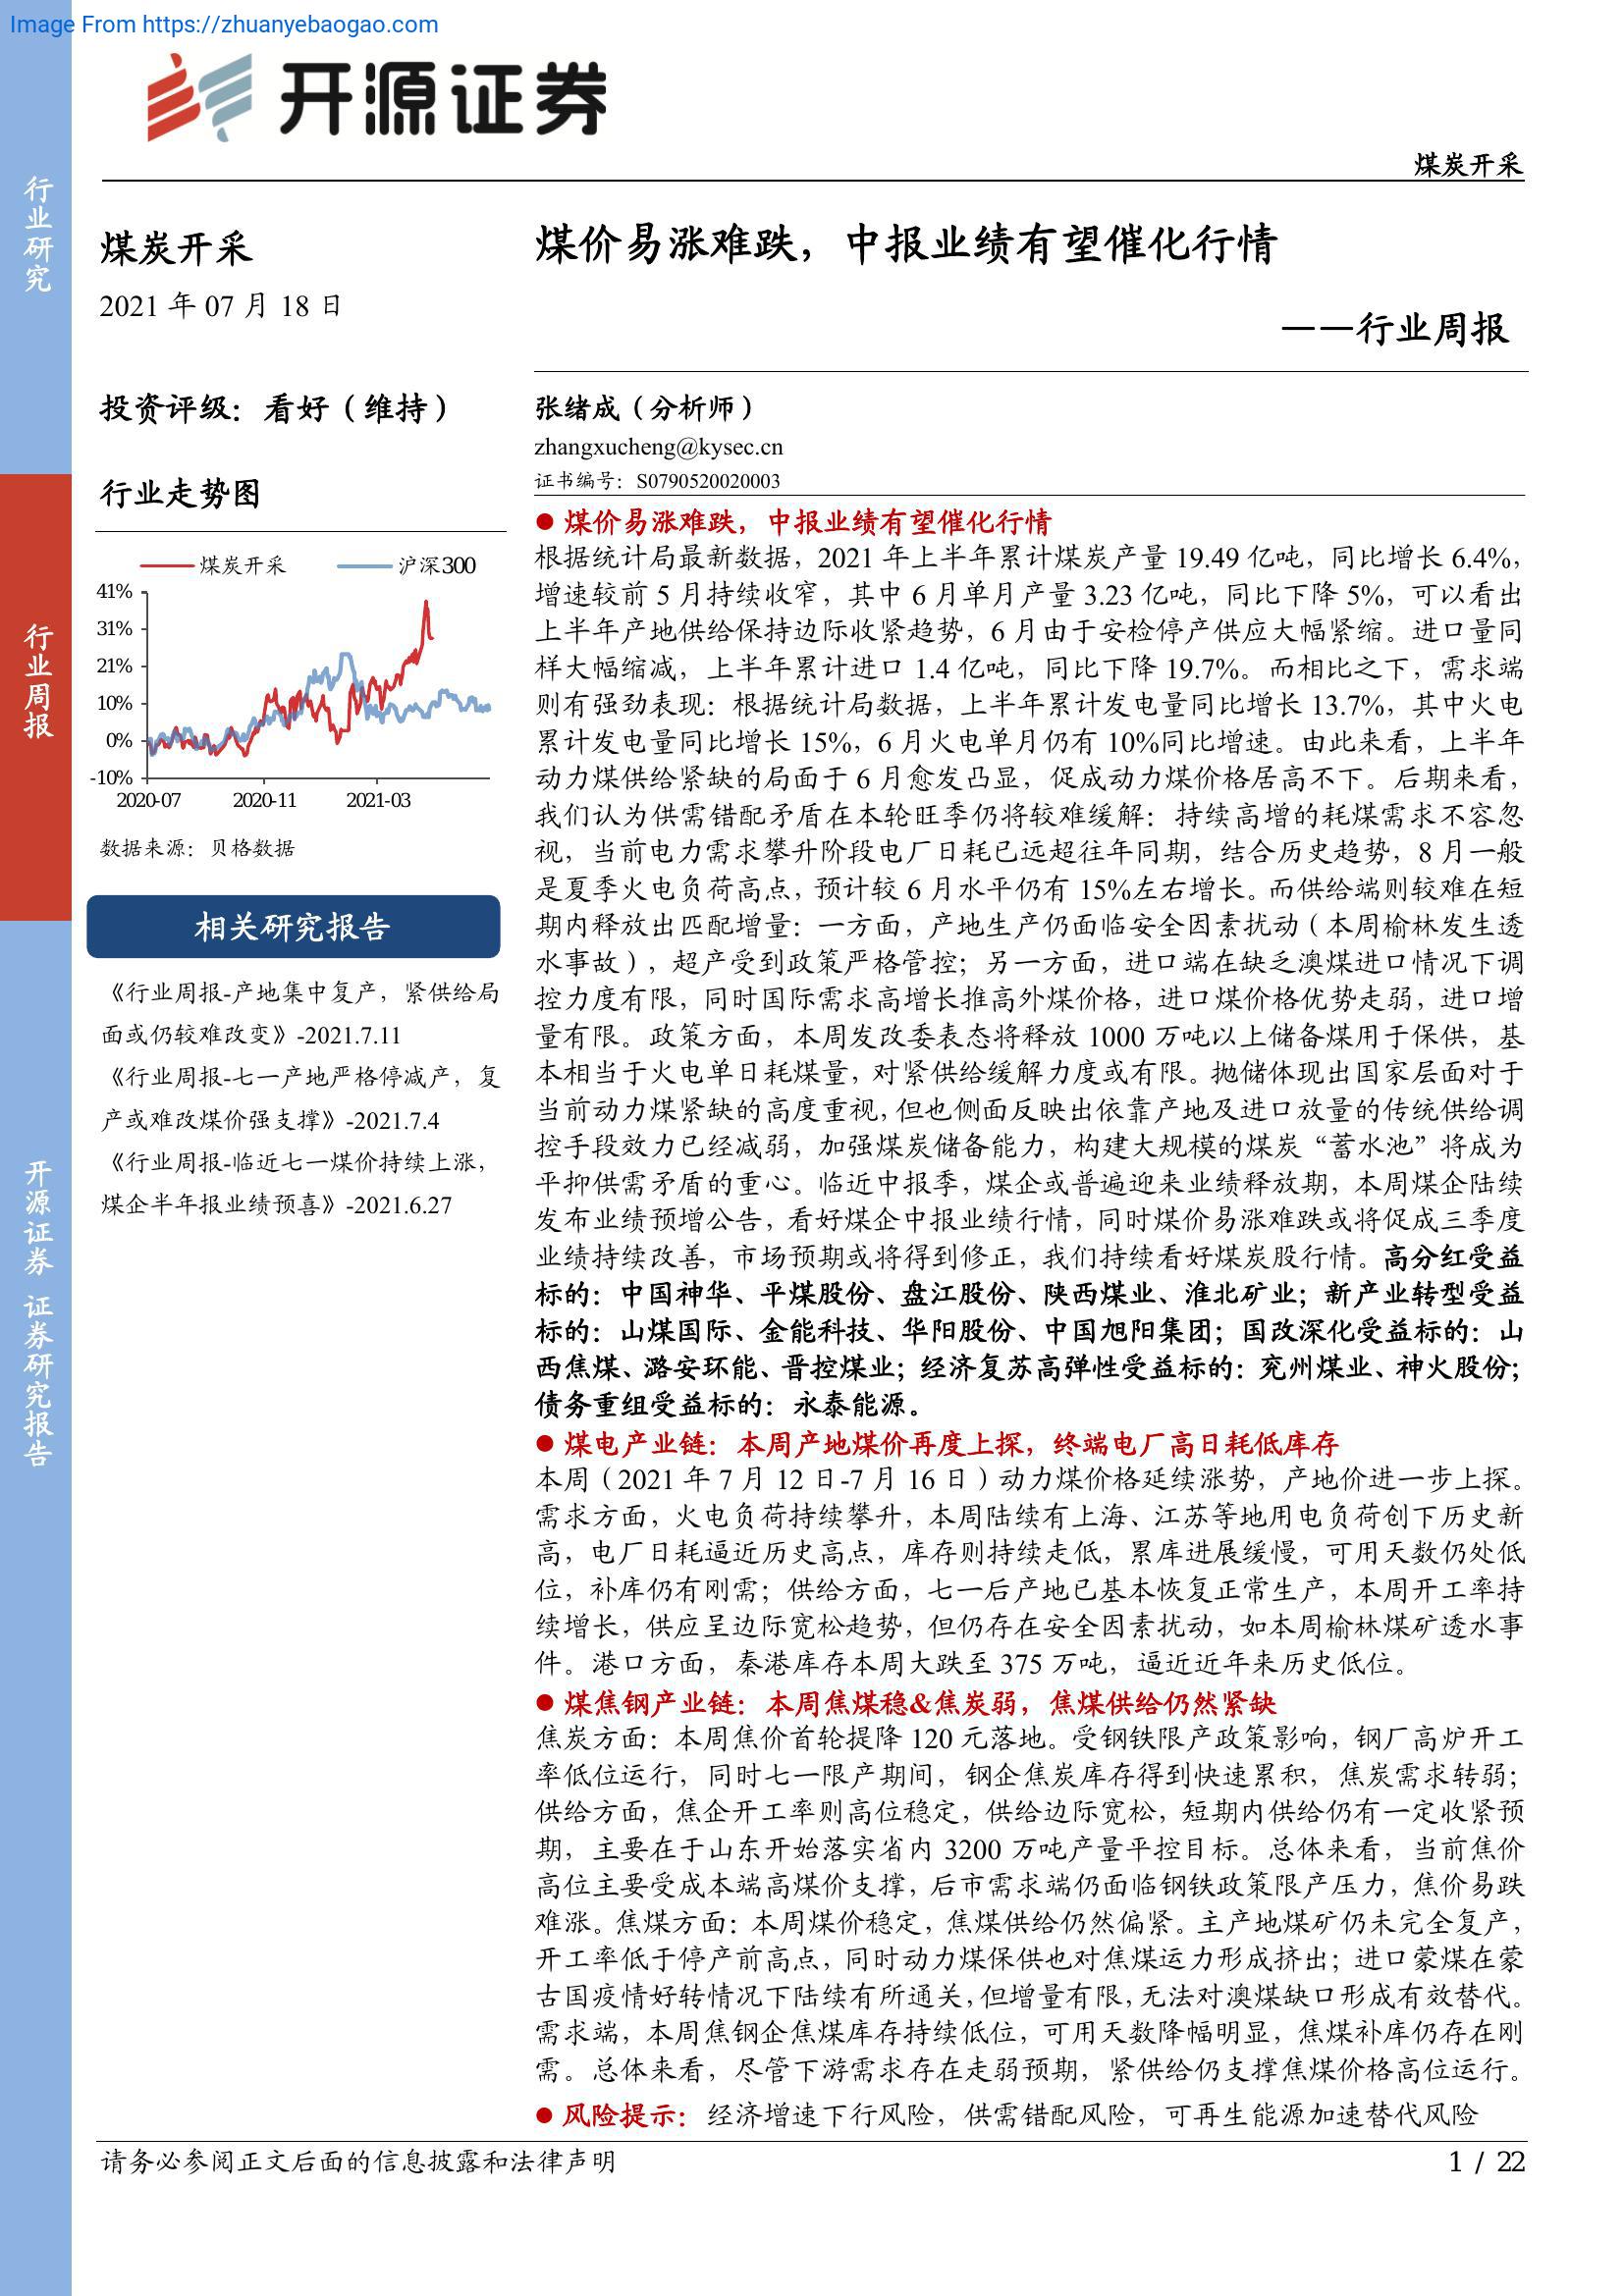 Image From https://zhuanyebaogao.com
开源证券
煤炭开采
行业研究
行业周报
开源证券 证券研究报告
煤炭开采
2021 年 07 月 18 日
投资评级：看好（维持）
行业走势图
煤炭开采 沪深300
41%
31%
21%
10%
0%
-10%
2020-07 2020-11 2021-03
数据来源：贝格数据
相关研究报告
《行业周报-产地集中复产，紧供给局
面或仍较难改变》-2021.7.11
《行业周报-七一产地严格停减产，复
产或难改煤价强支撑》-2021.7.4
《行业周报-临近七一煤价持续上涨，
煤企半年报业绩预喜》-2021.6.27
煤价易涨难跌，中报业绩有望催化行情
——行业周报
张绪成（分析师）
zhangxucheng@kysec.cn
证书编号：S0790520020003
● 煤价易涨难跌，中报业绩有望催化行情
根据统计局最新数据，2021 年上半年累计煤炭产量 19.49 亿吨，同比增长 6.4%，
增速较前 5 月持续收窄，其中 6 月单月产量 3.23 亿吨，同比下降 5%，可以看出
上半年产地供给保持边际收紧趋势，6 月由于安检停产供应大幅紧缩。进口量同
样大幅缩减，上半年累计进口 1.4 亿吨，同比下降 19.7%。而相比之下，需求端
则有强劲表现：根据统计局数据，上半年累计发电量同比增长 13.7%，其中火电
累计发电量同比增长 15%，6 月火电单月仍有 10%同比增速。由此来看，上半年
动力煤供给紧缺的局面于 6 月愈发凸显，促成动力煤价格居高不下。后期来看，
我们认为供需错配矛盾在本轮旺季仍将较难缓解：持续高增的耗煤需求不容忽
视，当前电力需求攀升阶段电厂日耗已远超往年同期，结合历史趋势，8 月一般
是夏季火电负荷高点，预计较 6 月水平仍有 15%左右增长。而供给端则较难在短
期内释放出匹配增量：一方面，产地生产仍面临安全因素扰动（本周榆林发生透
水事故），超产受到政策严格管控；另一方面，进口端在缺乏澳煤进口情况下调
控力度有限，同时国际需求高增长推高外煤价格，进口煤价格优势走弱，进口增
量有限。政策方面，本周发改委表态将释放 1000 万吨以上储备煤用于保供，基
本相当于火电单日耗煤量，对紧供给缓解力度或有限。抛储体现出国家层面对于
当前动力煤紧缺的高度重视，但也侧面反映出依靠产地及进口放量的传统供给调
控手段效力已经减弱，加强煤炭储备能力，构建大规模的煤炭“蓄水池”将成为
平抑供需矛盾的重心。临近中报季，煤企或普遍迎来业绩释放期，本周煤企陆续
发布业绩预增公告，看好煤企中报业绩行情，同时煤价易涨难跌或将促成三季度
业绩持续改善，市场预期或将得到修正，我们持续看好煤炭股行情。高分红受益
标的：中国神华、平煤股份、盘江股份、陕西煤业、淮北矿业；新产业转型受益
标的：山煤国际、金能科技、华阳股份、中国旭阳集团；国改深化受益标的：山
西焦煤、潞安环能、晋控煤业；经济复苏高弹性受益标的：兖州煤业、神火股份；
债务重组受益标的：永泰能源。
● 煤电产业链：本周产地煤价再度上探，终端电厂高日耗低库存
本周（2021 年 7 月 12 日-7 月 16 日）动力煤价格延续涨势，产地价进一步上探。
需求方面，火电负荷持续攀升，本周陆续有上海、江苏等地用电负荷创下历史新
高，电厂日耗逼近历史高点，库存则持续走低，累库进展缓慢，可用天数仍处低
位，补库仍有刚需；供给方面，七一后产地已基本恢复正常生产，本周开工率持
续增长，供应呈边际宽松趋势，但仍存在安全因素扰动，如本周榆林煤矿透水事
件。港口方面，秦港库存本周大跌至 375 万吨，逼近近年来历史低位。
● 煤焦钢产业链：本周焦煤稳&焦炭弱，焦煤供给仍然紧缺
焦炭方面：本周焦价首轮提降 120 元落地。受钢铁限产政策影响，钢厂高炉开工
率低位运行，同时七一限产期间，钢企焦炭库存得到快速累积，焦炭需求转弱；
供给方面，焦企开工率则高位稳定，供给边际宽松，短期内供给仍有一定收紧预
期，主要在于山东开始落实省内 3200 万吨产量平控目标。总体来看，当前焦价
高位主要受成本端高煤价支撑，后市需求端仍面临钢铁政策限产压力，焦价易跌
难涨。焦煤方面：本周煤价稳定，焦煤供给仍然偏紧。主产地煤矿仍未完全复产，
开工率低于停产前高点，同时动力煤保供也对焦煤运力形成挤出；进口蒙煤在蒙
古国疫情好转情况下陆续有所通关，但增量有限，无法对澳煤缺口形成有效替代。
需求端，本周焦钢企焦煤库存持续低位，可用天数降幅明显，焦煤补库仍存在刚
需。总体来看，尽管下游需求存在走弱预期，紧供给仍支撑焦煤价格高位运行。
● 风险提示：经济增速下行风险，供需错配风险，可再生能源加速替代风险
请务必参阅正文后面的信息披露和法律声明
1 / 22